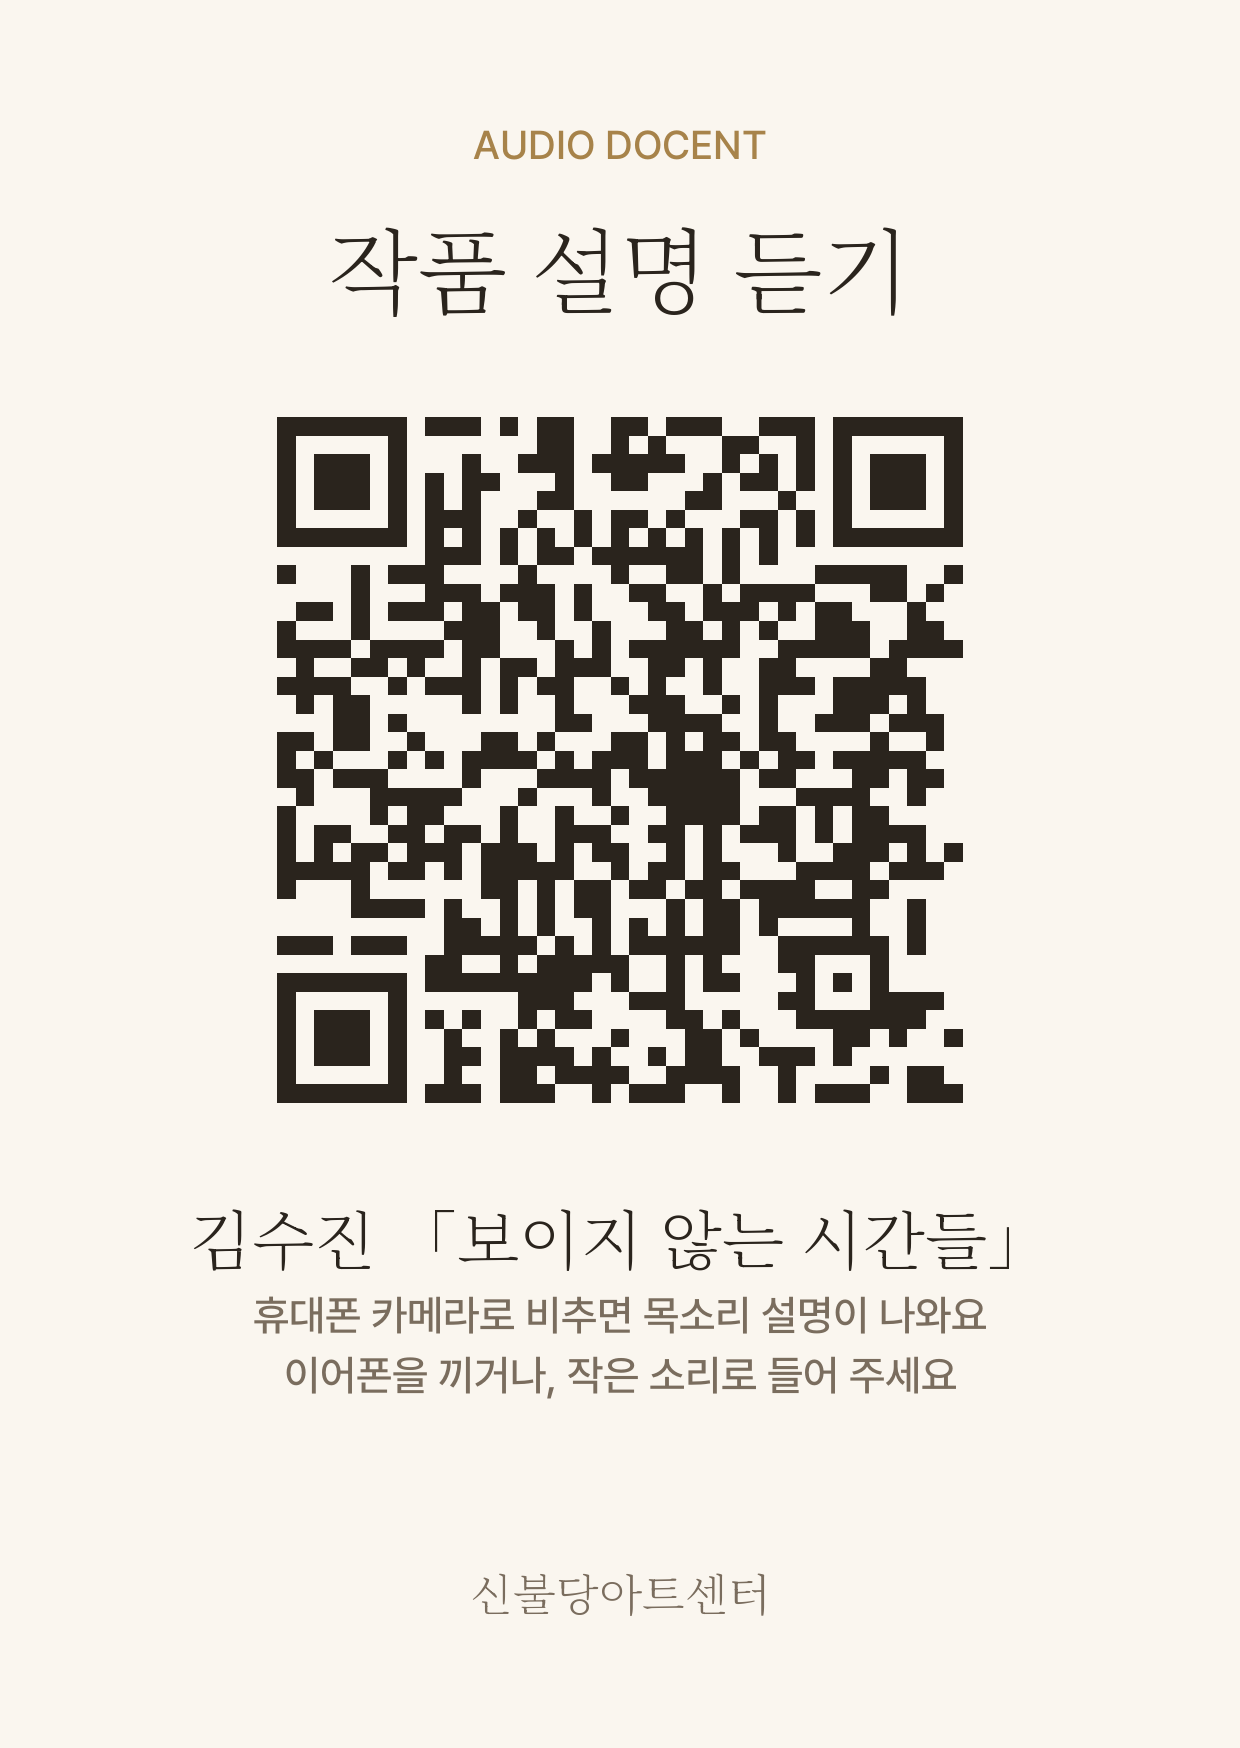 AUDIO DOCENT
작품 설명 듣기
김수진 「보이지 않는 시간들」
휴대폰 카메라로 비추면 목소리 설명이 나와요
이어폰을 끼거나, 작은 소리로 들어 주세요
신불당아트센터